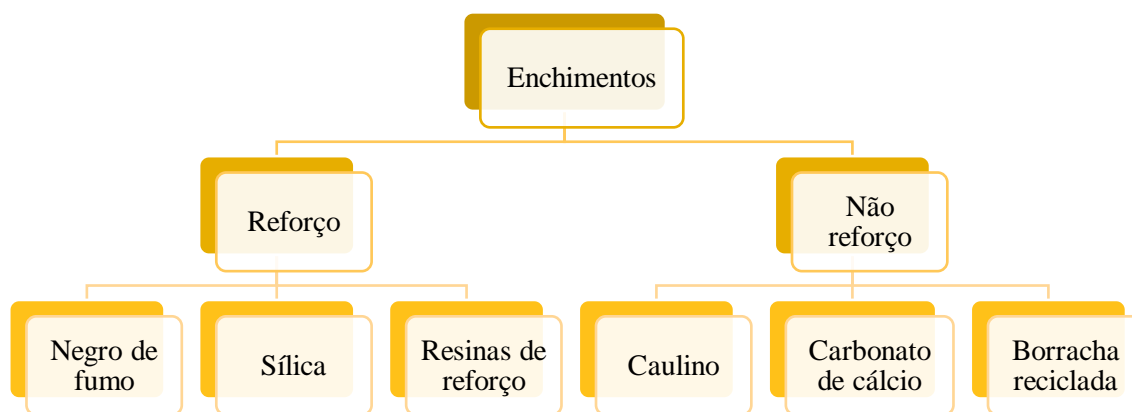 Enchimentos
Reforço
Não
reforço
Negro de
fumo
Sílica
Resinas de
reforço
Caulino
Carbonato
de cálcio
Borracha
reciclada